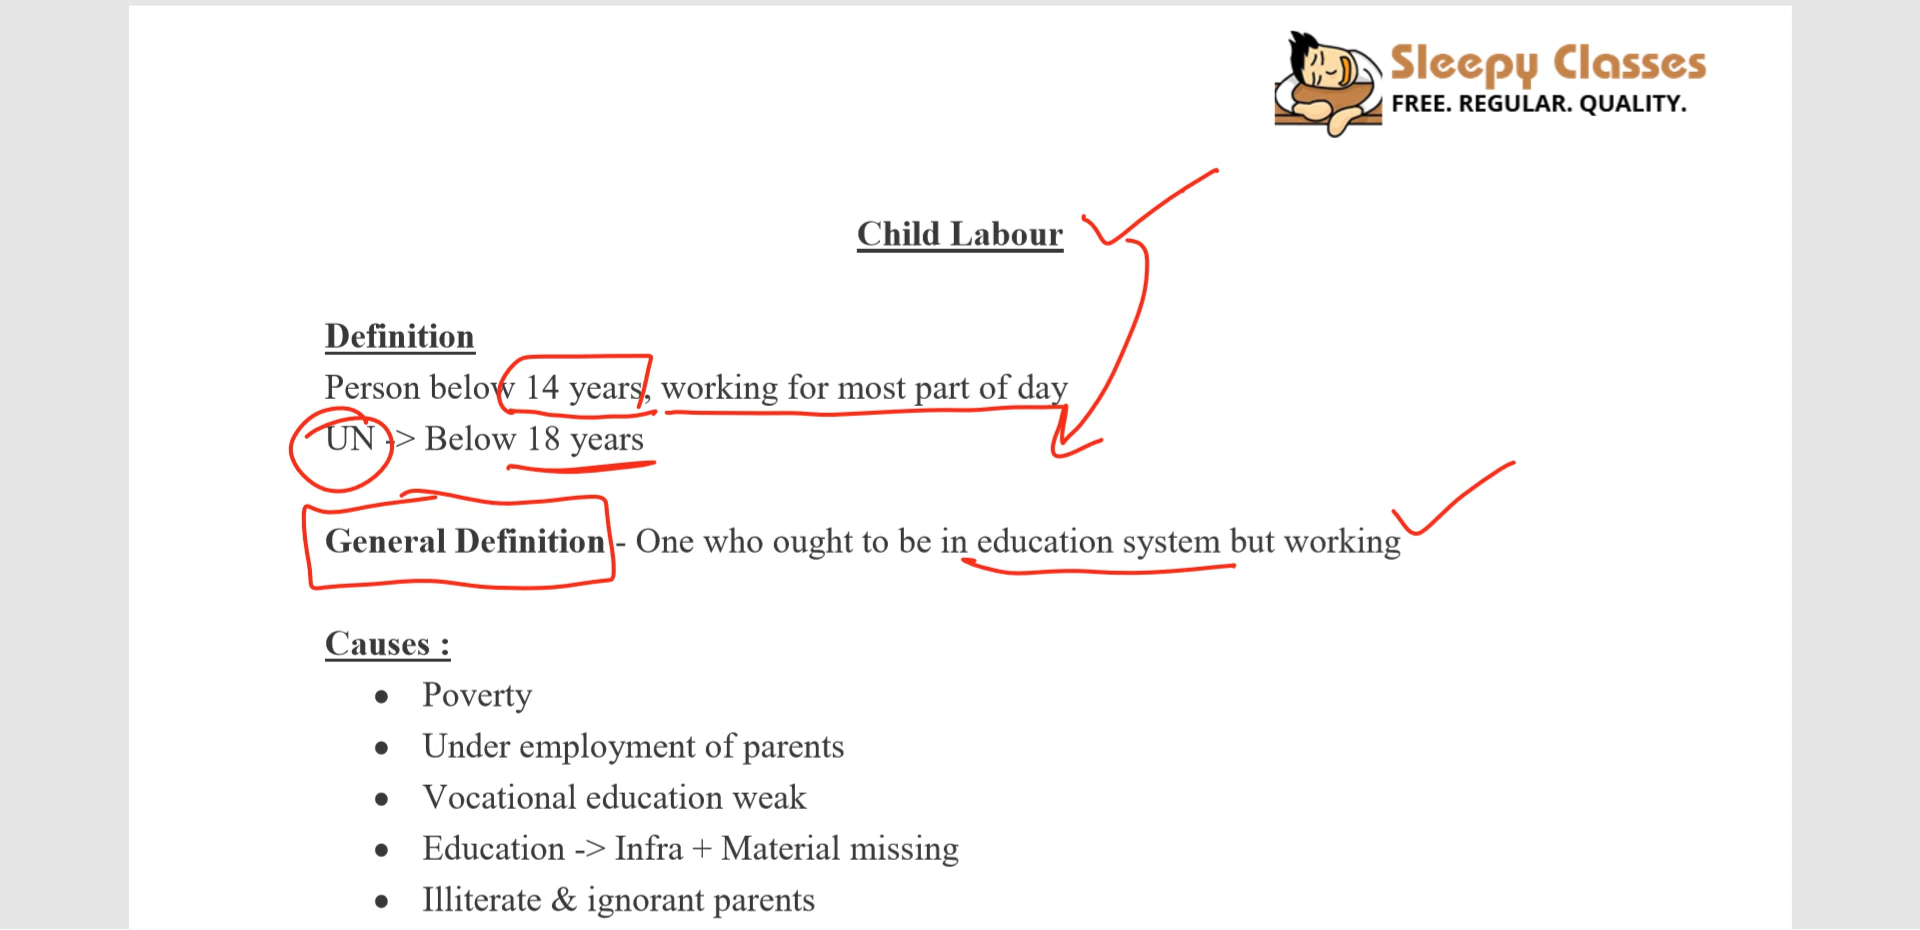 Sleepy Classes
FREE. REGULAR. QUALITY.
Child Labour
Definition
Person below 14 years, working for most part of day
UN -> Below 18 years
General Definition - One who ought to be in education system but working
Causes :
• Poverty
• Under employment of parents
• Vocational education weak
• Education -> Infra + Material missing
• Illiterate & ignorant parents